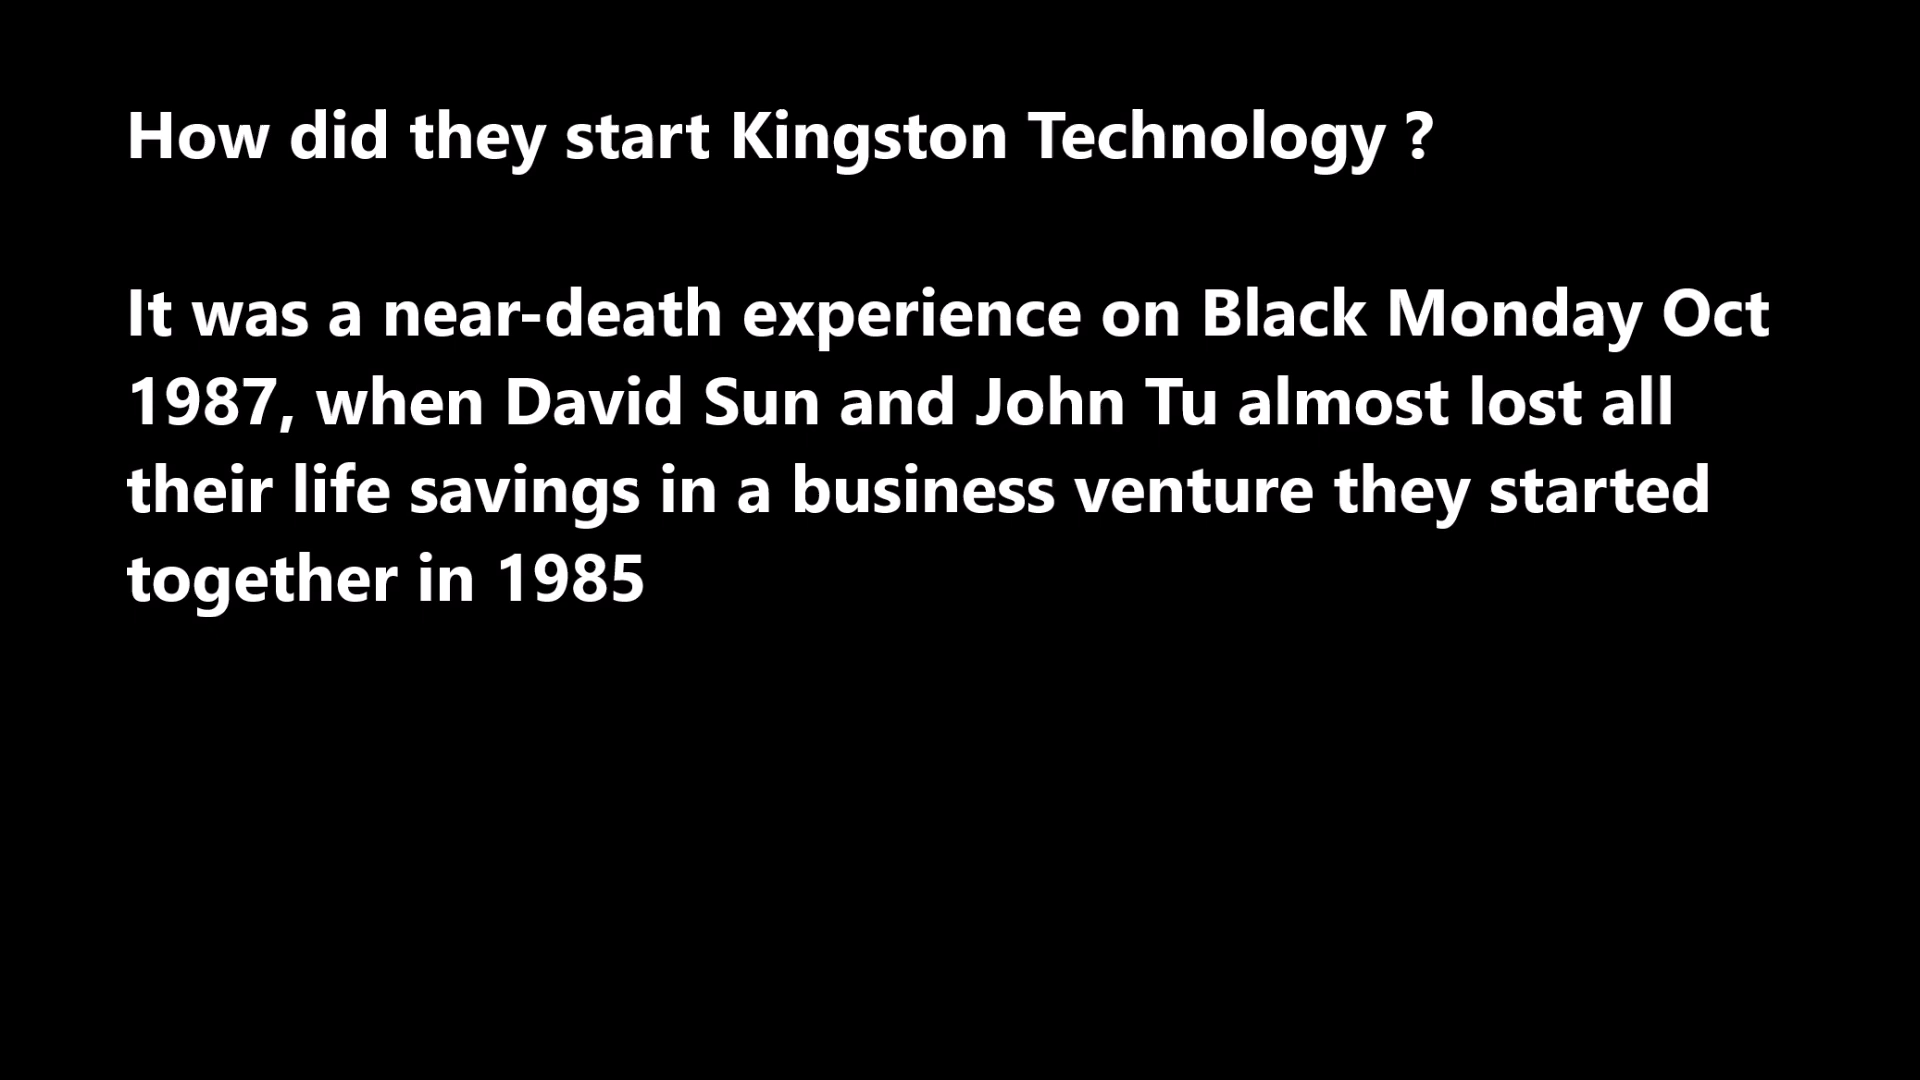 How did they start Kingston Technology ?
It was a near-death experience on Black Monday Oct
1987, when David Sun and John Tu almost lost all
their life savings in a business venture they started
together in 1985